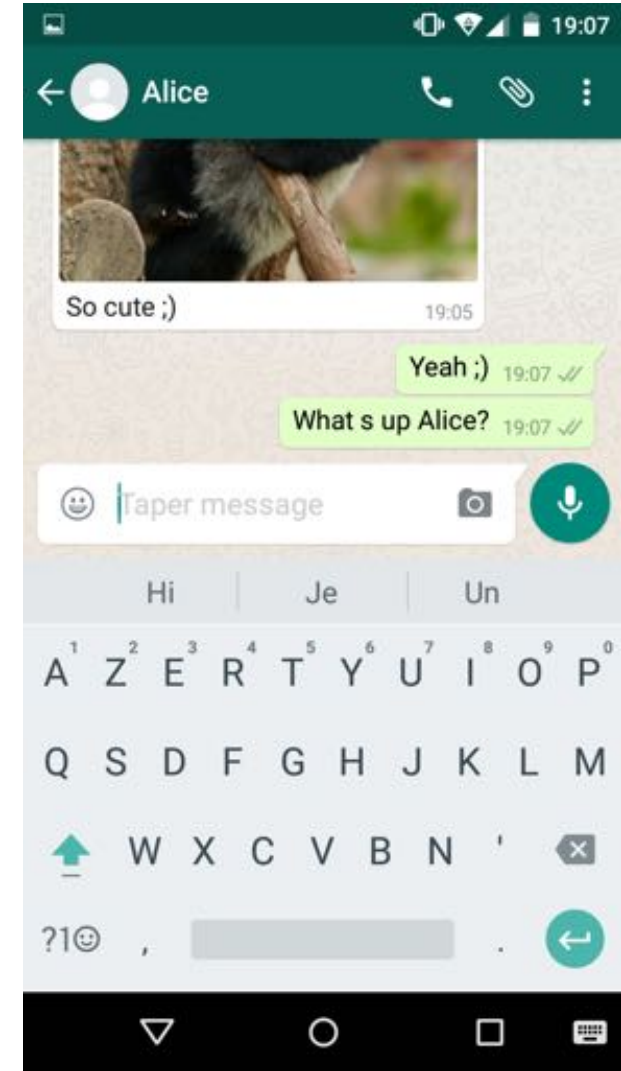 19:07
Alice
So cute ;) 19:05
Yeah ;) 19:07
What s up Alice? 19:07
Taper message
Hi Je Un
1 2 3 4 5 6 7 8 9 0
A Z E R T Y U I O P
Q S D F G H J K L M
W X C V B N '
?1☺ , .